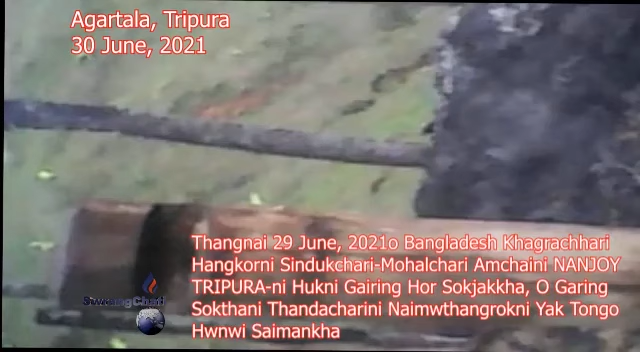 Agartala, Tripura
30 June, 2021
Thangnai 29 June, 2021o Bangladesh Khagrachhari
Hangkorni Sindukchari-Mohalchari Amchaini NANJOY
TRIPURA-ni Hukni Gairing Hor Sokjakkha, O Garing
Sokthani Thandacharini Naimwthangrokni Yak Tongo
Hwnwi Saimankha
SwrangChati